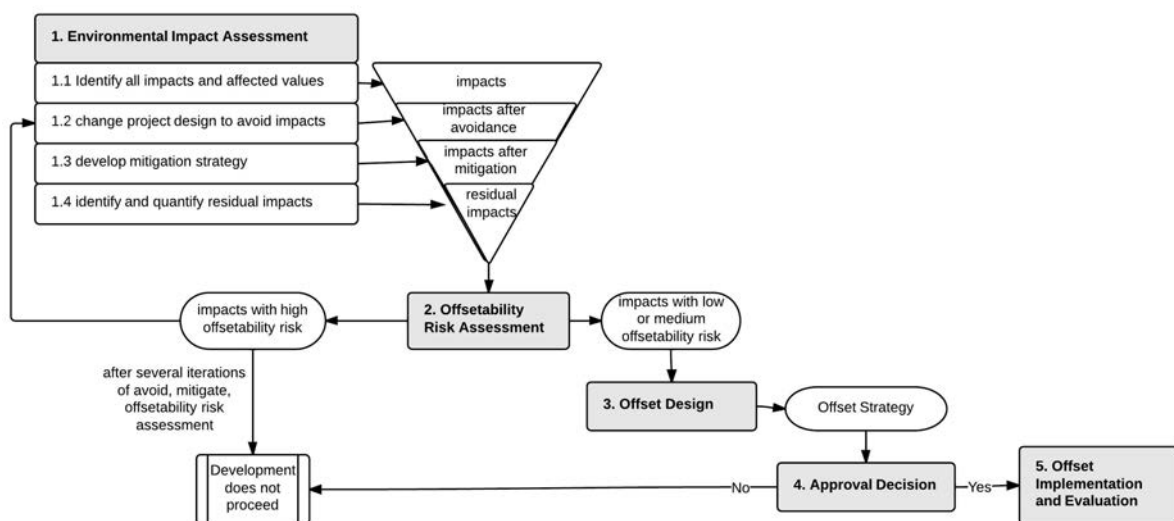 1. Environmental Impact Assessment
1.1 Identify all impacts and affected values
1.2 change project design to avoid impacts
1.3 develop mitigation strategy
1.4 identify and quantify residual impacts
impacts
impacts after
avoidance
impacts after
mitigation
residual
impacts
impacts with high
offsetability risk
2. Offsetability
Risk Assessment
impacts with low
or medium
offsetability risk
after several iterations
of avoid, mitigate,
offsetability risk
assessment
3. Offset Design
Offset Strategy
Development
does not
proceed
No
4. Approval Decision
Yes
5. Offset
Implementation
and Evaluation